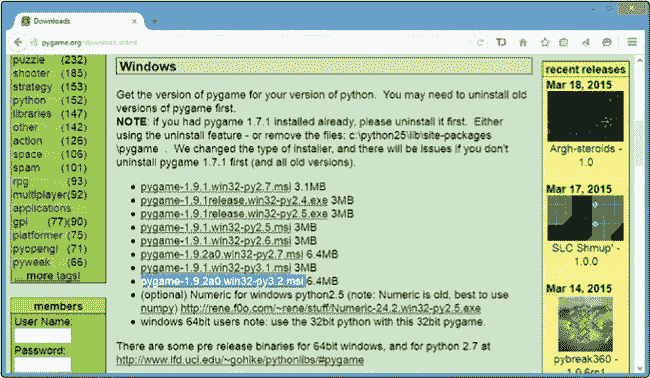 Downloads
pygame.org/download.shtml
puzzle (232)
shooter (185)
strategy (153)
python (152)
libraries (147)
other (142)
action (126)
space (106)
spam (101)
rpg (93)
multiplayer(92)
applications
gpl (77)(90)
platformer (75)
pyopengl (71)
pyweek (66)
... more tags!
members
User Name:
Password:
Windows
Get the version of pygame for your version of python. You may need to uninstall old
versions of pygame first.
NOTE: if you had pygame 1.7.1 installed already, please uninstall it first. Either
using the uninstall feature - or remove the files: c:\python25\lib\site-packages
\pygame . We changed the type of installer, and there will be issues if you don't
uninstall pygame 1.7.1 first (and all old versions).
pygame-1.9.1.win32-py2.7.msi 3.1MB
pygame-1.9.1release.win32-py2.4.exe 3MB
pygame-1.9.1release.win32-py2.5.exe 3MB
pygame-1.9.1.win32-py2.5.msi 3MB
pygame-1.9.1.win32-py2.6.msi 3MB
pygame-1.9.2a0.win32-py2.7.msi 6.4MB
pygame-1.9.1.win32-py3.1.msi 3MB
pygame-1.9.2a0.win32-py3.2.msi 6.4MB
(optional) Numeric for windows python2.5 (note: Numeric is old, best to use
numpy) http://rene.f0o.com/~rene/stuff/Numeric-24.2.win32-py2.5.exe
windows 64bit users note: use the 32bit python with this 32bit pygame.
There are some pre release binaries for 64bit windows, and for python 2.7 at
http://www.lfd.uci.edu/~gohlke/pythonlibs/#pygame
recent releases
Mar 18, 2015
Argh-steroids -
1.0
Mar 17, 2015
SLC Shmup' -
1.0.0
Mar 14, 2015
pybreak360 -
1.0.6rc1